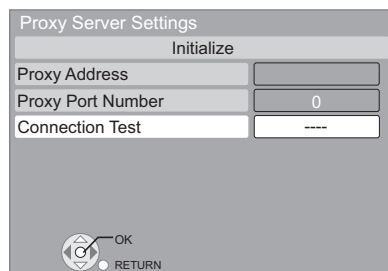 Proxy Server Settings
Initialize
Proxy Address
Proxy Port Number 0
Connection Test ----
OK
RETURN